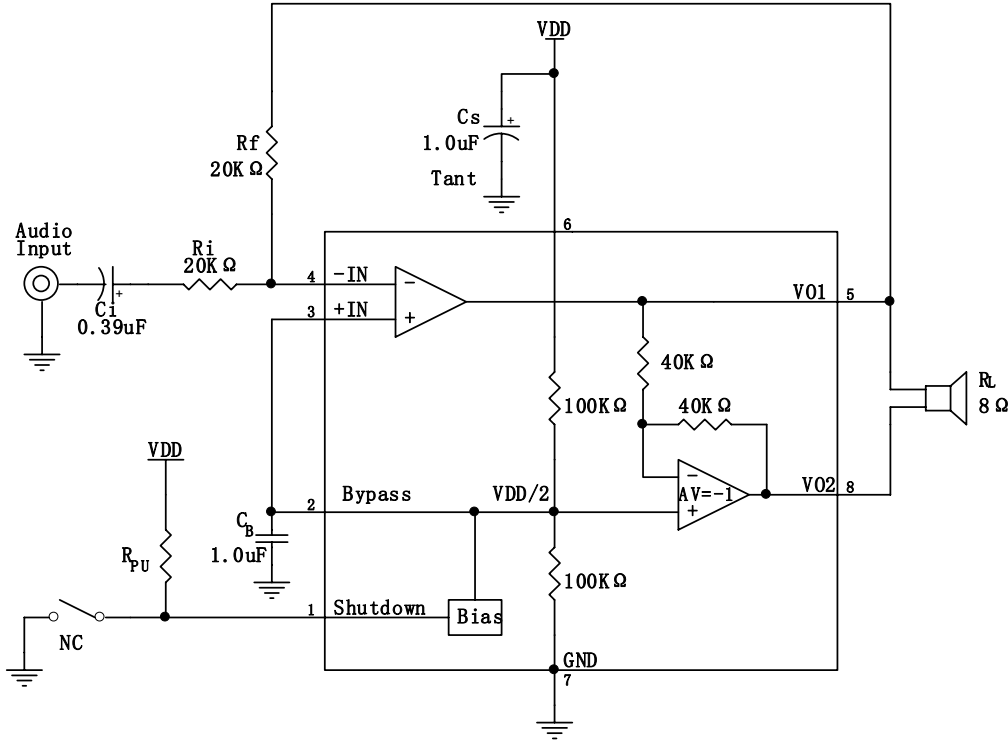 VDD
Cs
+
1.0uF
Tant
Rf
20KΩ
6
Audio
Input
Ri
20KΩ
4
-IN
-
+
Ci
0.39uF
3
+IN
+
VO1
5
40KΩ
RL
8Ω
100KΩ
40KΩ
VDD
2
Bypass
VDD/2
-
AV=-1
+
VO2
8
CB
1.0uF
RPU
100KΩ
1
Shutdown
Bias
NC
GND
7